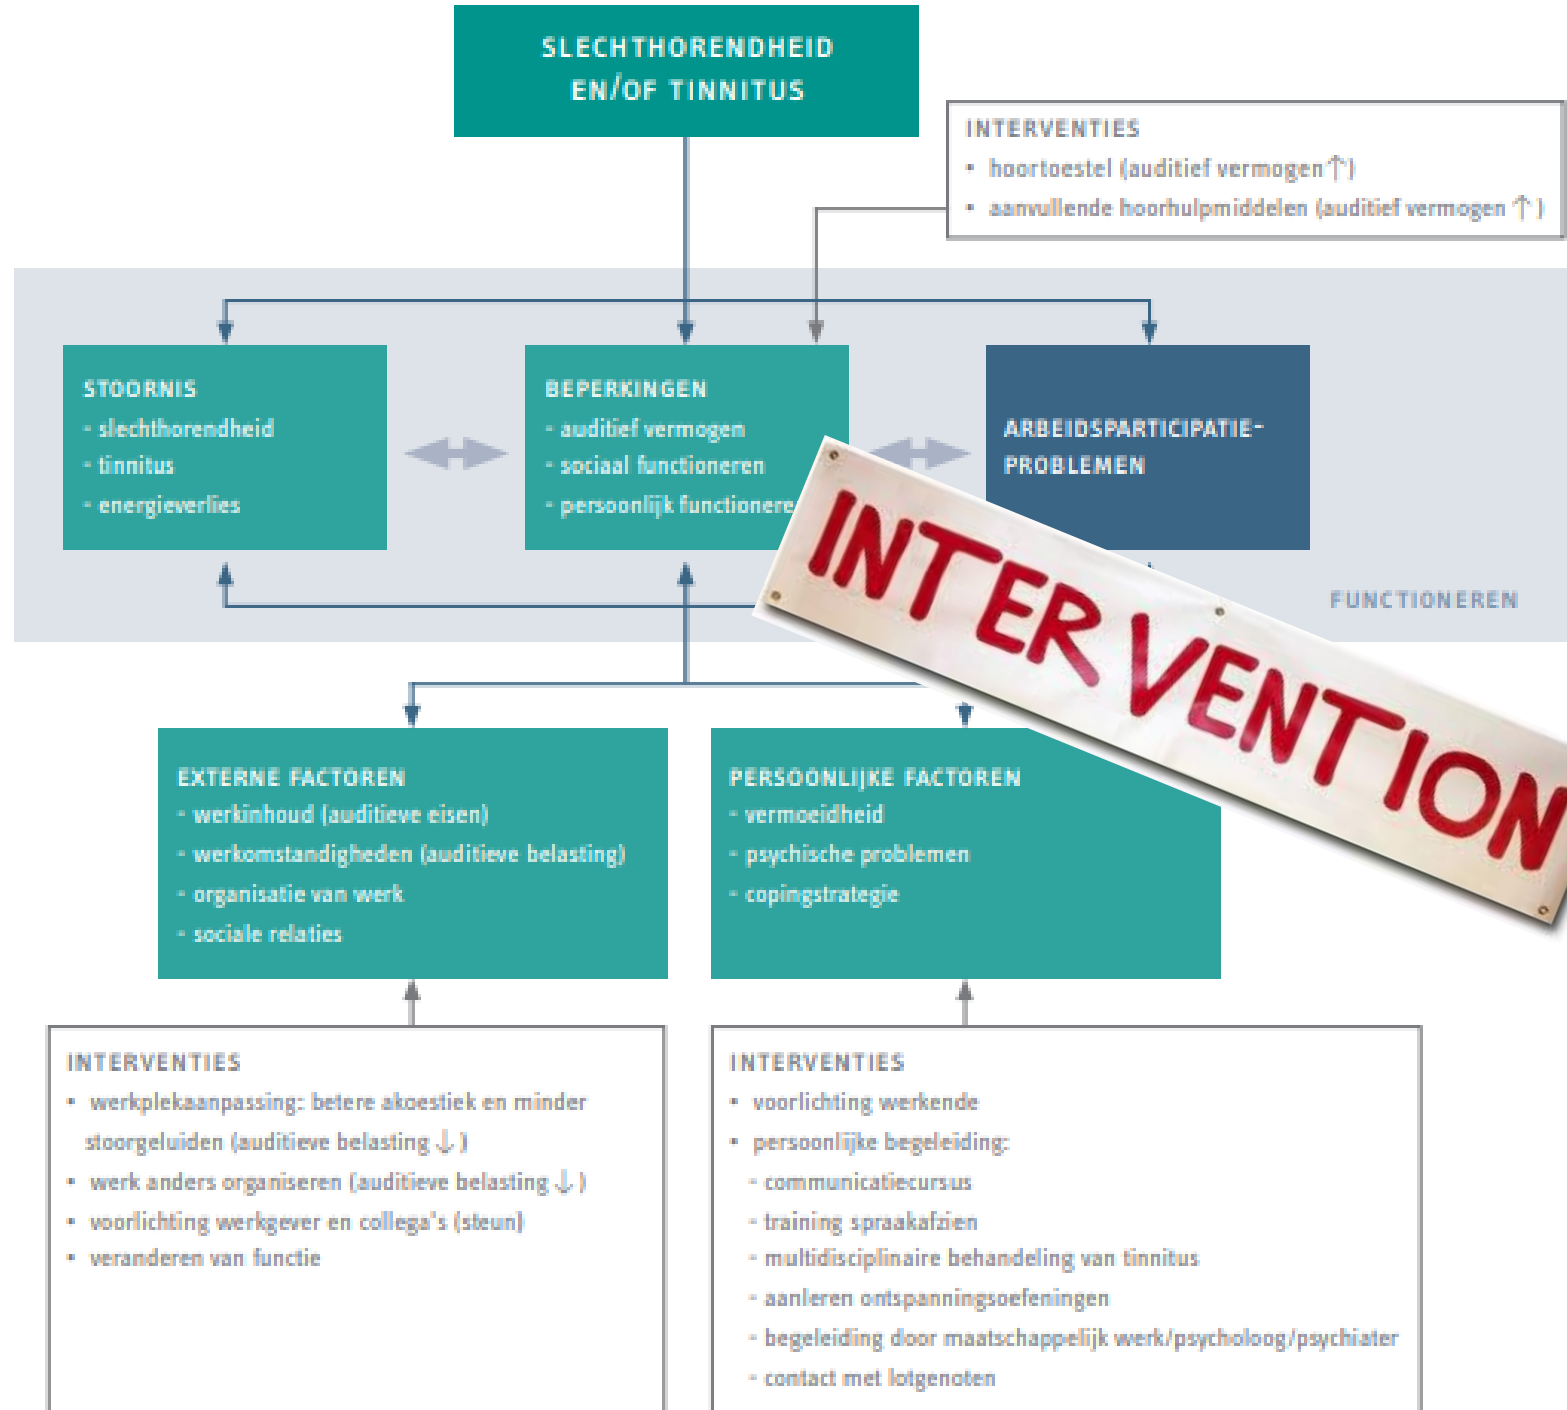 SLECHTHORENDHEID
EN/OF TINNITUS
INTERVENTIES
• hoortoestel (auditief vermogen ↑)
• aanvullende hoorhulpmiddelen (auditief vermogen ↑)
STOORNIS
- slechthorendheid
- tinnitus
- energieverlies
BEPERKINGEN
- auditief vermogen
- sociaal functioneren
- persoonlijk functionere
ARBEIDSPARTICIPATIE-
PROBLEMEN
INTERVENTION
FUNCTIONEREN
EXTERNE FACTOREN
- werkinhoud (auditieve eisen)
- werkomstandigheden (auditieve belasting)
- organisatie van werk
- sociale relaties
PERSOONLIJKE FACTOREN
- vermoeidheid
- psychische problemen
- copingstrategie
INTERVENTIES
• werkplekaanpassing: betere akoestiek en minder
stoorgeluiden (auditieve belasting ↓)
• werk anders organiseren (auditieve belasting ↓)
• voorlichting werkgever en collega's (steun)
• veranderen van functie
INTERVENTIES
• voorlichting werkende
• persoonlijke begeleiding:
- communicatiecursus
- training spraakafzien
- multidisciplinaire behandeling van tinnitus
- aanleren ontspanningsoefeningen
- begeleiding door maatschappelijk werk/psycholoog/psychiater
- contact met lotgenoten